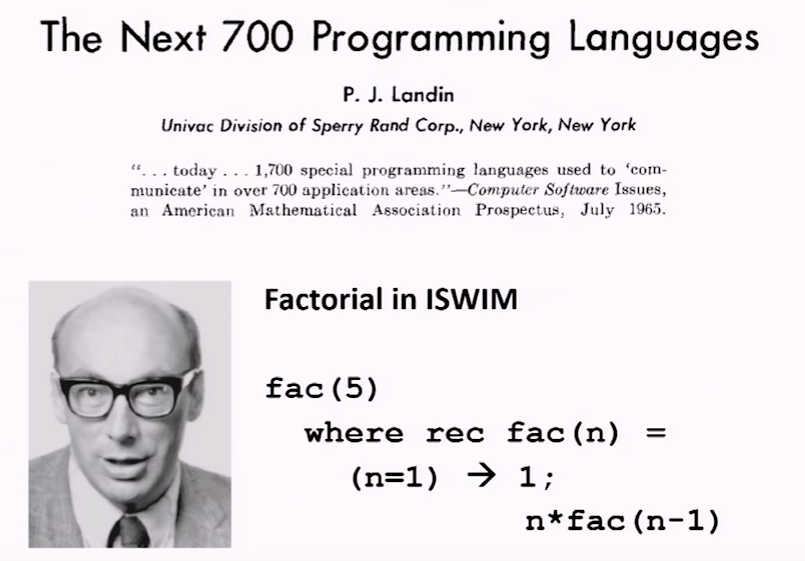 The Next 700 Programming Languages
P. J. Landin
Univac Division of Sperry Rand Corp., New York, New York
“. . . today . . . 1,700 special programming languages used to ‘com-
municate’ in over 700 application areas.”—Computer Software Issues,
an American Mathematical Association Prospectus, July 1965.
Factorial in ISWIM
fac(5)
where rec fac(n) =
(n=1) → 1;
n*fac(n-1)